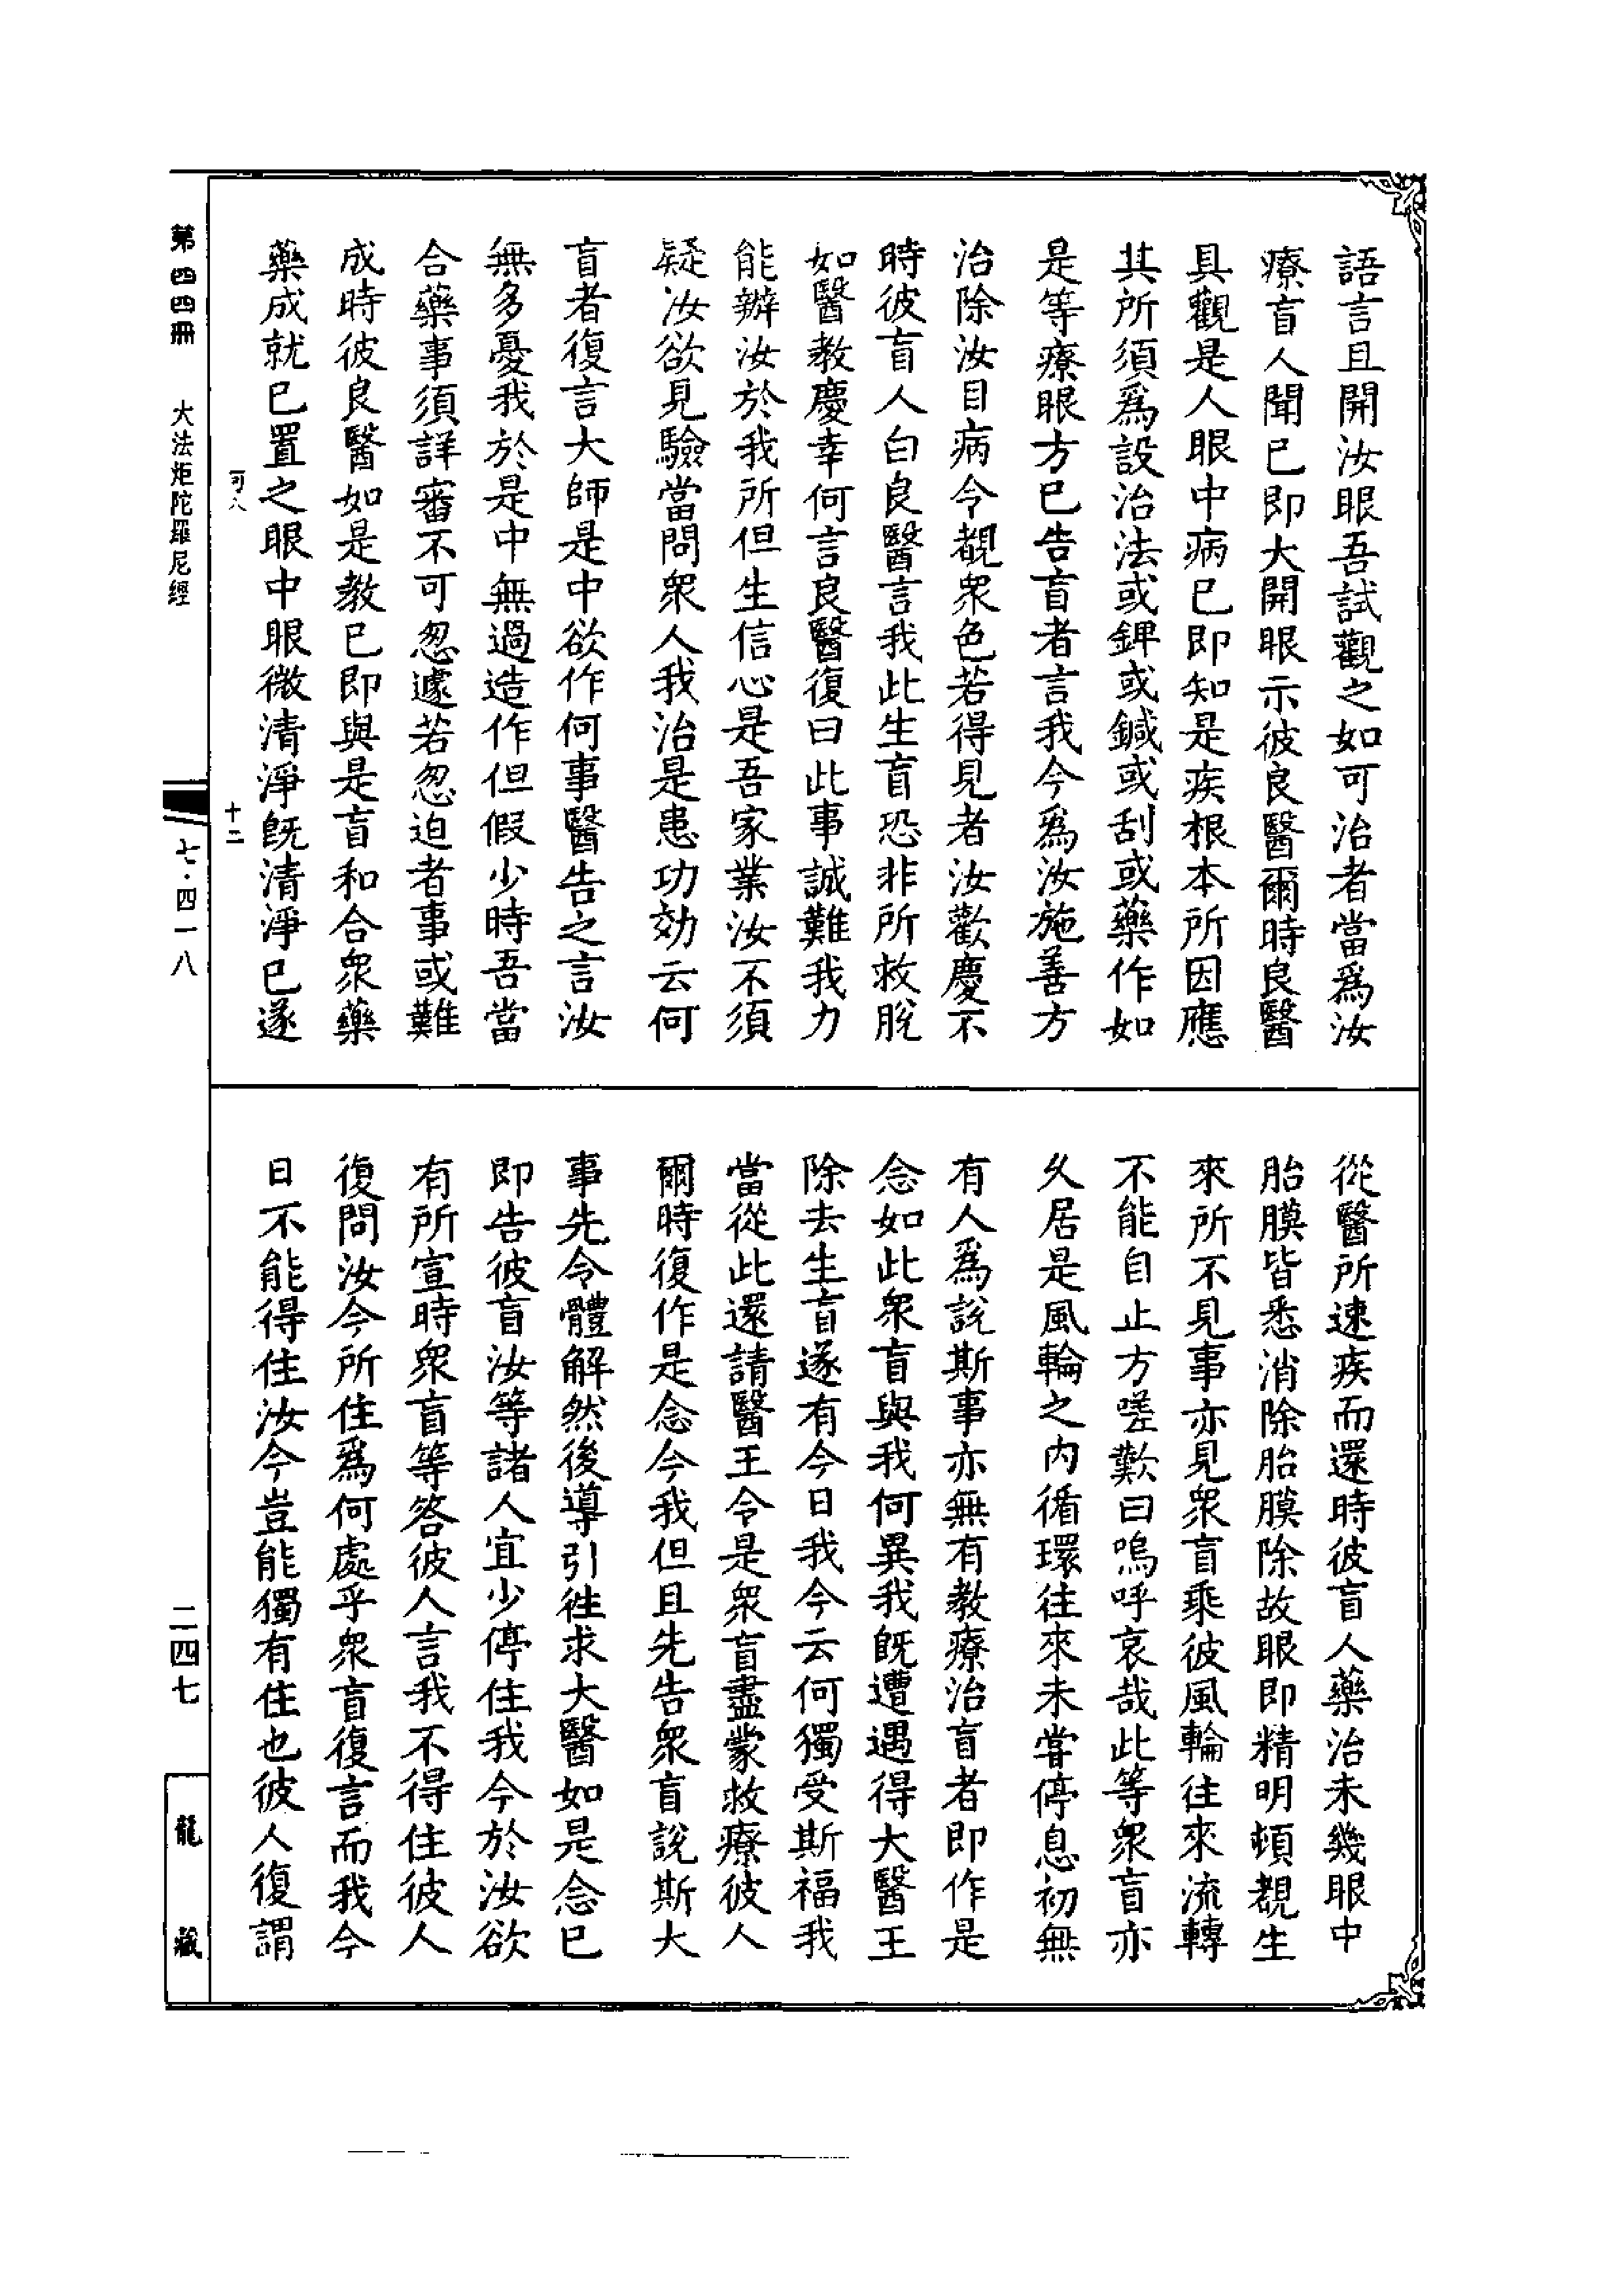 語言且開汝眼吾試觀之如可治者當爲汝
療盲人聞已即大開眼示彼良醫爾時良醫
具觀是人眼中病已即知是疾根本所因應
其所須爲設治法或鉀或鍼或刮或藥作如
是等療眼方已告盲者言我今爲汝施善方
治除汝目病令覩衆色若得見者汝歡慶不
時彼盲人白良醫言我此生盲恐非所救脫
如醫教慶幸何言良醫復曰此事誠難我力
能辦汝於我所但生信心是吾家業汝不須
疑汝欲見驗當問衆人我治是患功効云何
盲者復言大師是中欲作何事醫告之言汝
無多憂我於是中無過造作但假少時吾當
合藥事須詳審不可怱遽若怱迫者事或難
成時彼良醫如是教已即與是盲和合衆藥
藥成就已置之眼中眼微清淨既清淨已遂
從醫所速疾而還時彼盲人藥治未幾眼中
胎膜皆悉消除胎膜除故眼即精明頓覩生
來所不見事亦見衆盲乘彼風輪往來流轉
不能自止方嗟歎曰嗚呼哀哉此等衆盲亦
久居是風輪之內循環往來未甞停息初無
有人爲說斯事亦無有教療治盲者即作是
念如此衆盲與我何異我既遭遇得大醫王
除去生盲遂有今日我今云何獨受斯福我
當從此還請醫王令是衆盲盡蒙救療彼人
爾時復作是念今我但且先告衆盲說斯大
事先令體解然後導引往求大醫如是念已
即告彼盲汝等諸人宜少停住我今於汝欲
有所宣時衆盲等答彼人言我不得住彼人
復問汝今所住爲何處乎衆盲復言而我今
日不能得住汝今豈能獨有住也彼人復謂
可八 十二
第四四冊 大法炬陀羅尼經 七·四一八 二四七 龍藏